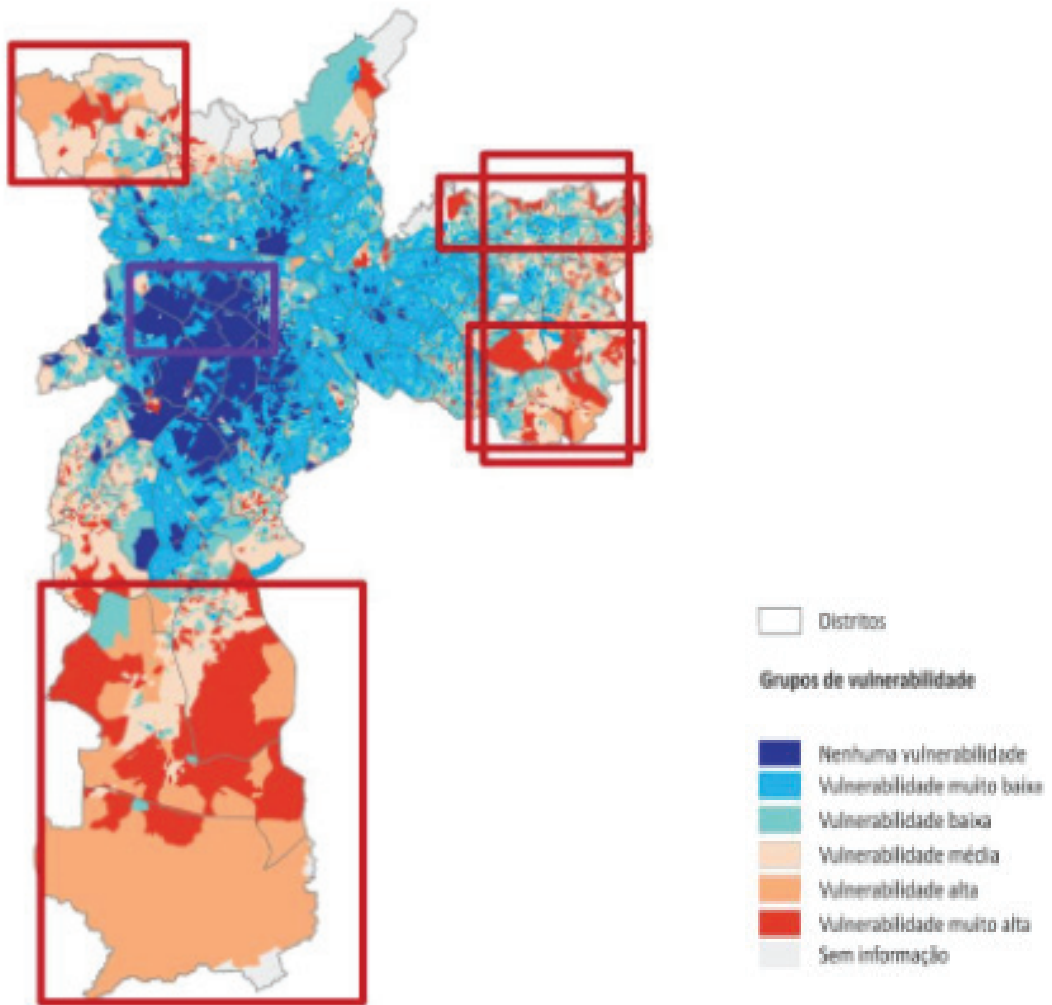 Distritos
Grupos de vulnerabilidade
Nenhuma vulnerabilidade
Vulnerabilidade muito baixa
Vulnerabilidade baixa
Vulnerabilidade média
Vulnerabilidade alta
Vulnerabilidade muito alta
Sem informação